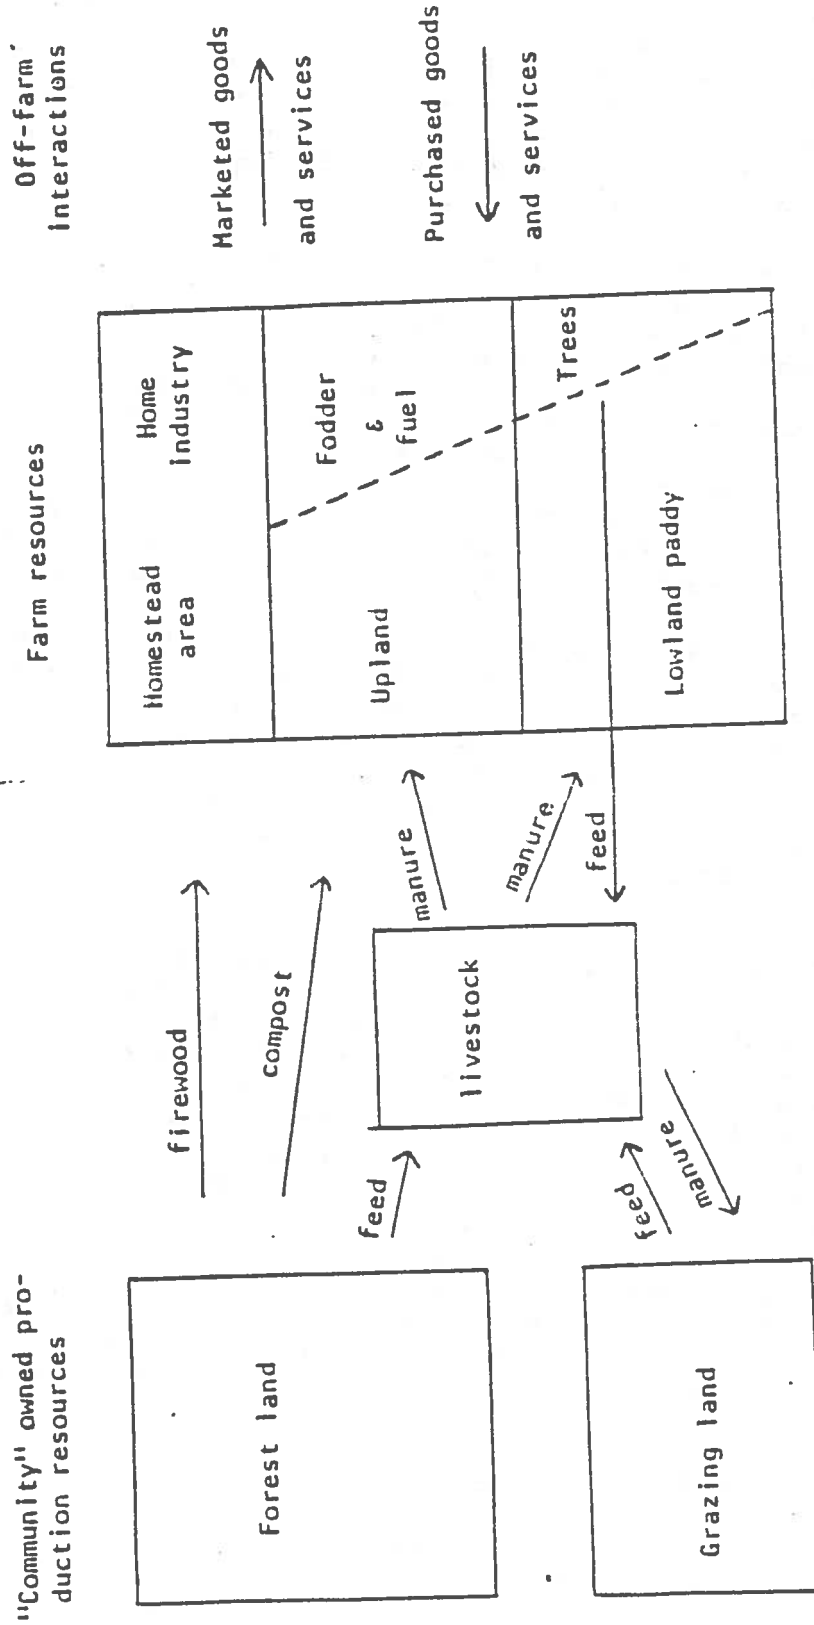 "Community" owned pro-
duction resources
Farm resources
Off-farm
interactions
Forest land
Grazing land
firewood
compost
feed
feed
manure
livestock
manure
manure
feed
Homestead
area
Home
industry
Upland
Fodder
&
fuel
Trees
Lowland paddy
Marketed goods
and services
Purchased goods
and services